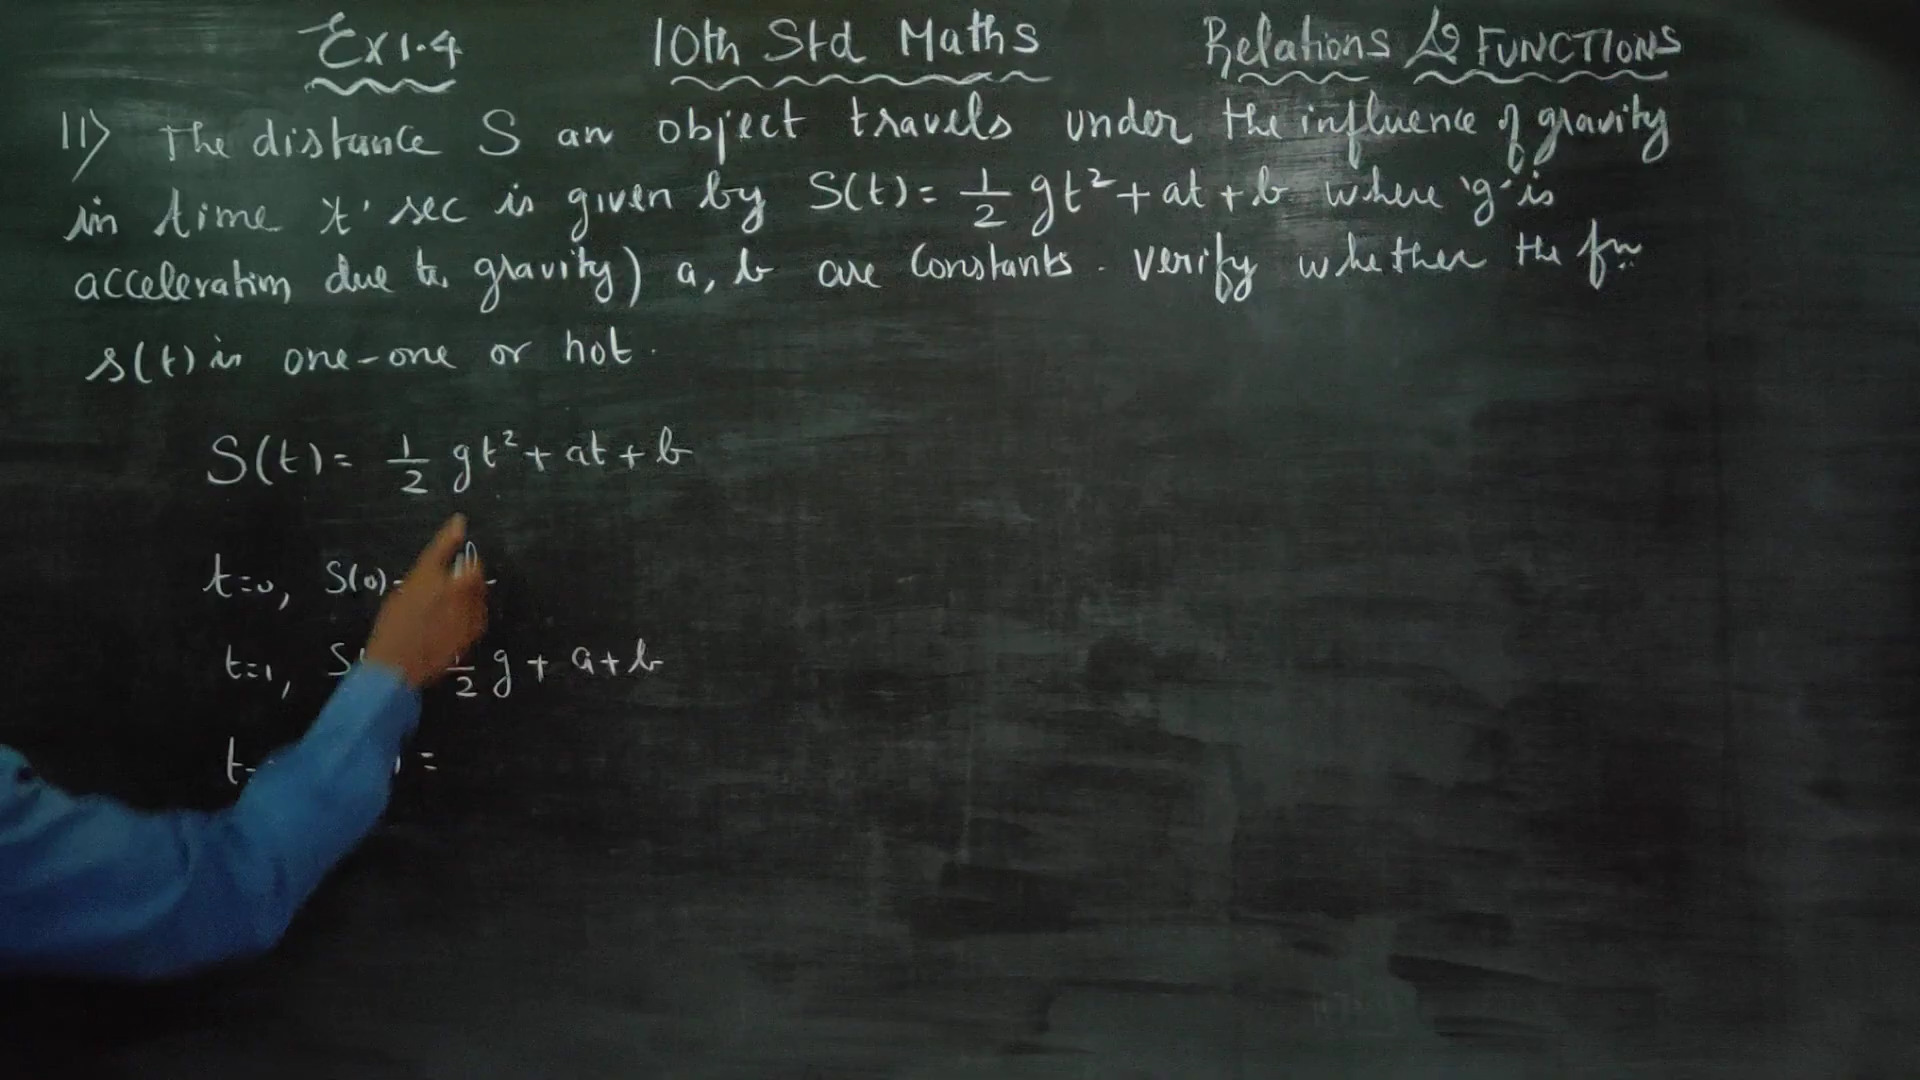 Ex 1.4 10th Std Maths Relations & FUNCTIONS
11) The distance S an object travels under the influence of gravity
in time 't' sec is given by S(t) = 1/2 gt² + at + b where 'g' is
acceleration due to gravity) a, b are constants. verify whether the fn
s(t) is one-one or not.
S(t) = 1/2 gt² + at + b
t=0, S(0) =
t=1, 1/2 g + a + b
t= =